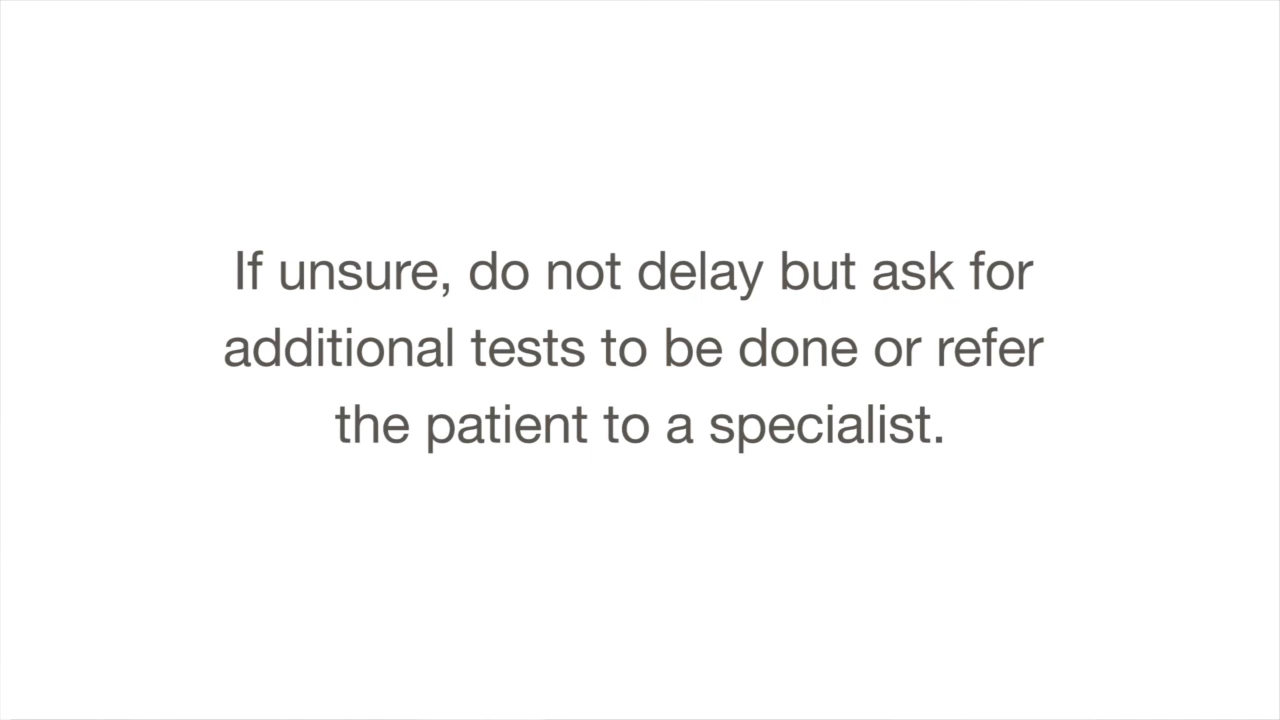 If unsure, do not delay but ask for
additional tests to be done or refer
the patient to a specialist.